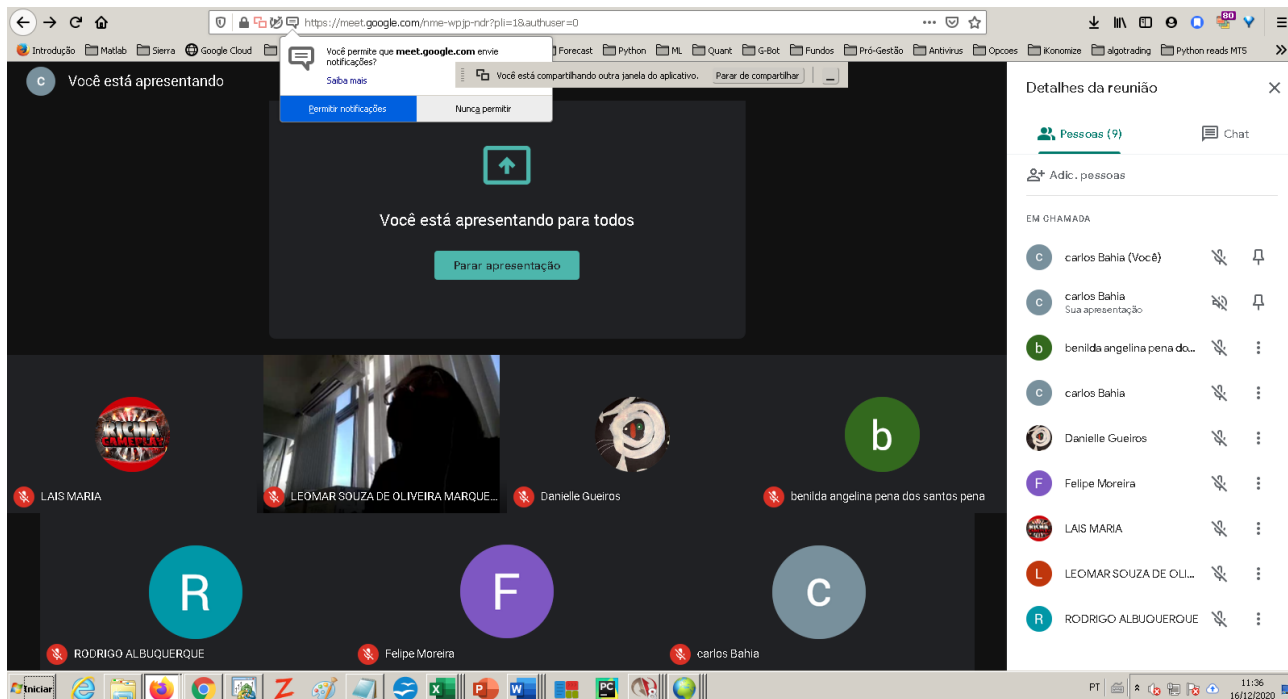 https://meet.google.com/nme-wpjp-ndr?pli=1&authuser=0
80
Introdução Matlab Sierra Google Cloud Forecast Python ML Quant G-Bot Fundos Pró-Gestão Antivirus Opcoes iKonomize algotrading Python reads MT5
Você permite que meet.google.com envie
notificações?
Saiba mais
Permitir notificações Nunca permitir
Você está compartilhando outra janela do aplicativo. Parar de compartilhar
c Você está apresentando
Você está apresentando para todos
Parar apresentação
RICHA
GAMEPLAY
LAIS MARIA
LEOMAR SOUZA DE OLIVEIRA MARQUE...
Danielle Gueiros
b
benilda angelina pena dos santos pena
R
RODRIGO ALBUQUERQUE
F
Felipe Moreira
c
carlos Bahia
Detalhes da reunião
Pessoas (9) Chat
Adic. pessoas
EM CHAMADA
c carlos Bahia (Você)
c carlos Bahia
Sua apresentação
b benilda angelina pena do...
c carlos Bahia
Danielle Gueiros
F Felipe Moreira
LAIS MARIA
L LEOMAR SOUZA DE OLI...
R RODRIGO ALBUQUERQUE
Iniciar
PT
11:36
16/12/2020